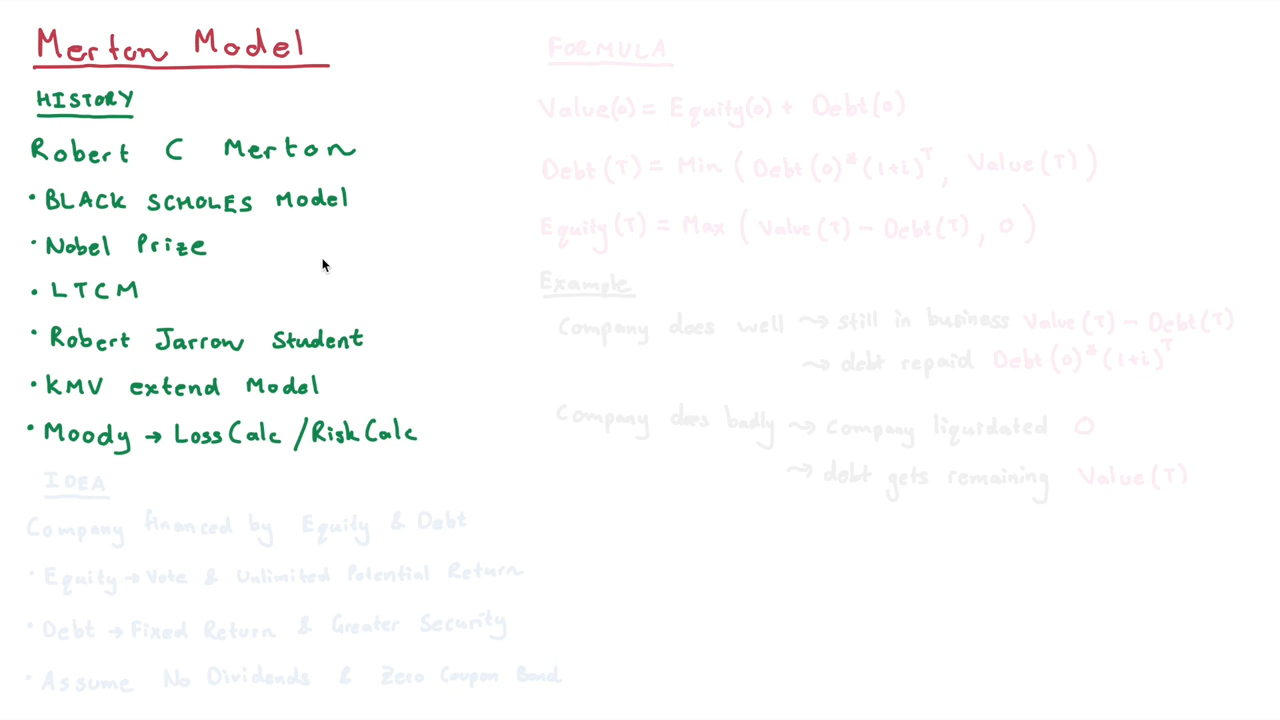 Merton Model
HISTORY
Robert C Merton
• BLACK SCHOLES Model
• Nobel Prize
• LTCM
• Robert Jarrow Student
• KMV extend Model
• Moody → LossCalc / RiskCalc
IDEA
Company financed by Equity & Debt
• Equity → Vote & Unlimited Potential Return
• Debt → Fixed Return & Greater Security
• Assume No Dividends & Zero Coupon Bond
FORMULA
Value(0) = Equity(0) + Debt(0)
Debt(T) = Min ( Debt(0)*(1+i)^T, Value(T) )
Equity(T) = Max ( Value(T) - Debt(T), 0 )
Example
Company does well ⤳ still in business Value(T) - Debt(T)
⤳ debt repaid Debt(0)*(1+i)^T
Company does badly ⤳ company liquidated 0
⤳ debt gets remaining Value(T)